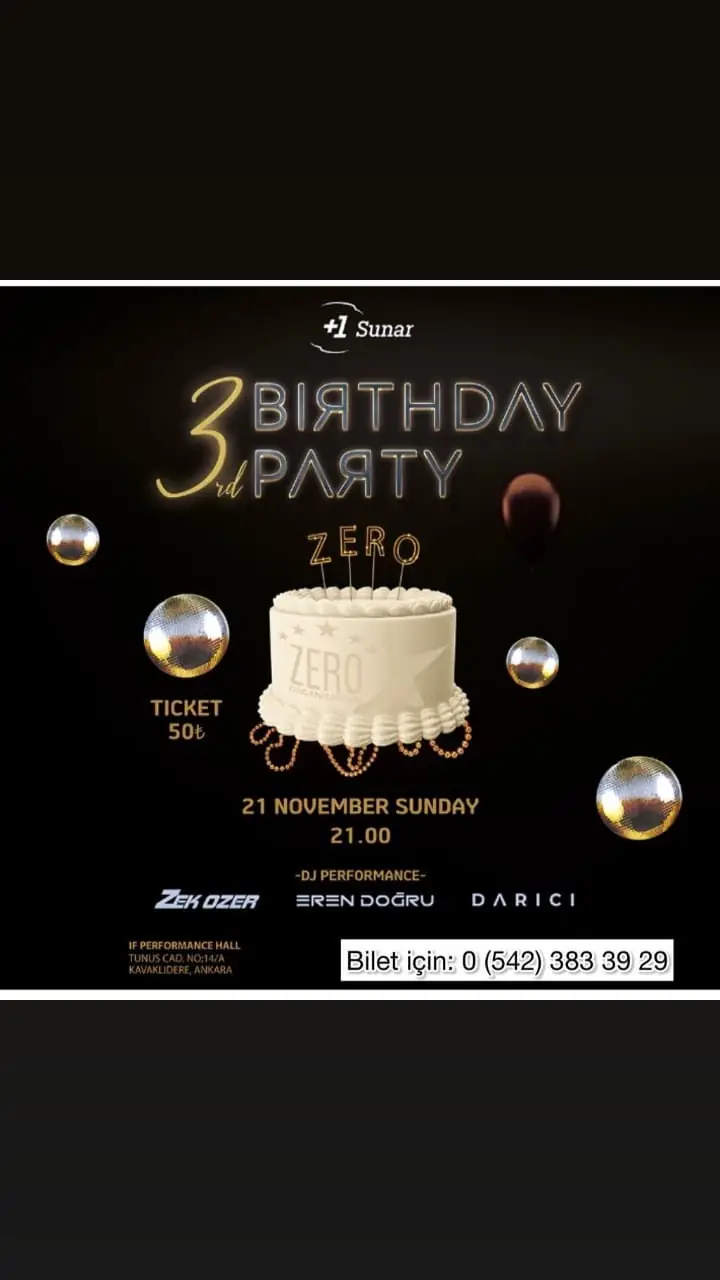 +1 Sunar
3rd BIRTHDAY
PARTY
ZERO
ZERO
TICKET
50₺
21 NOVEMBER SUNDAY
21.00
-DJ PERFORMANCE-
ZEK OZER EREN DOĞRU DARICI
IF PERFORMANCE HALL
TUNUS CAD. NO:14/A
KAVAKLIDERE, ANKARA
Bilet için: 0 (542) 383 39 29